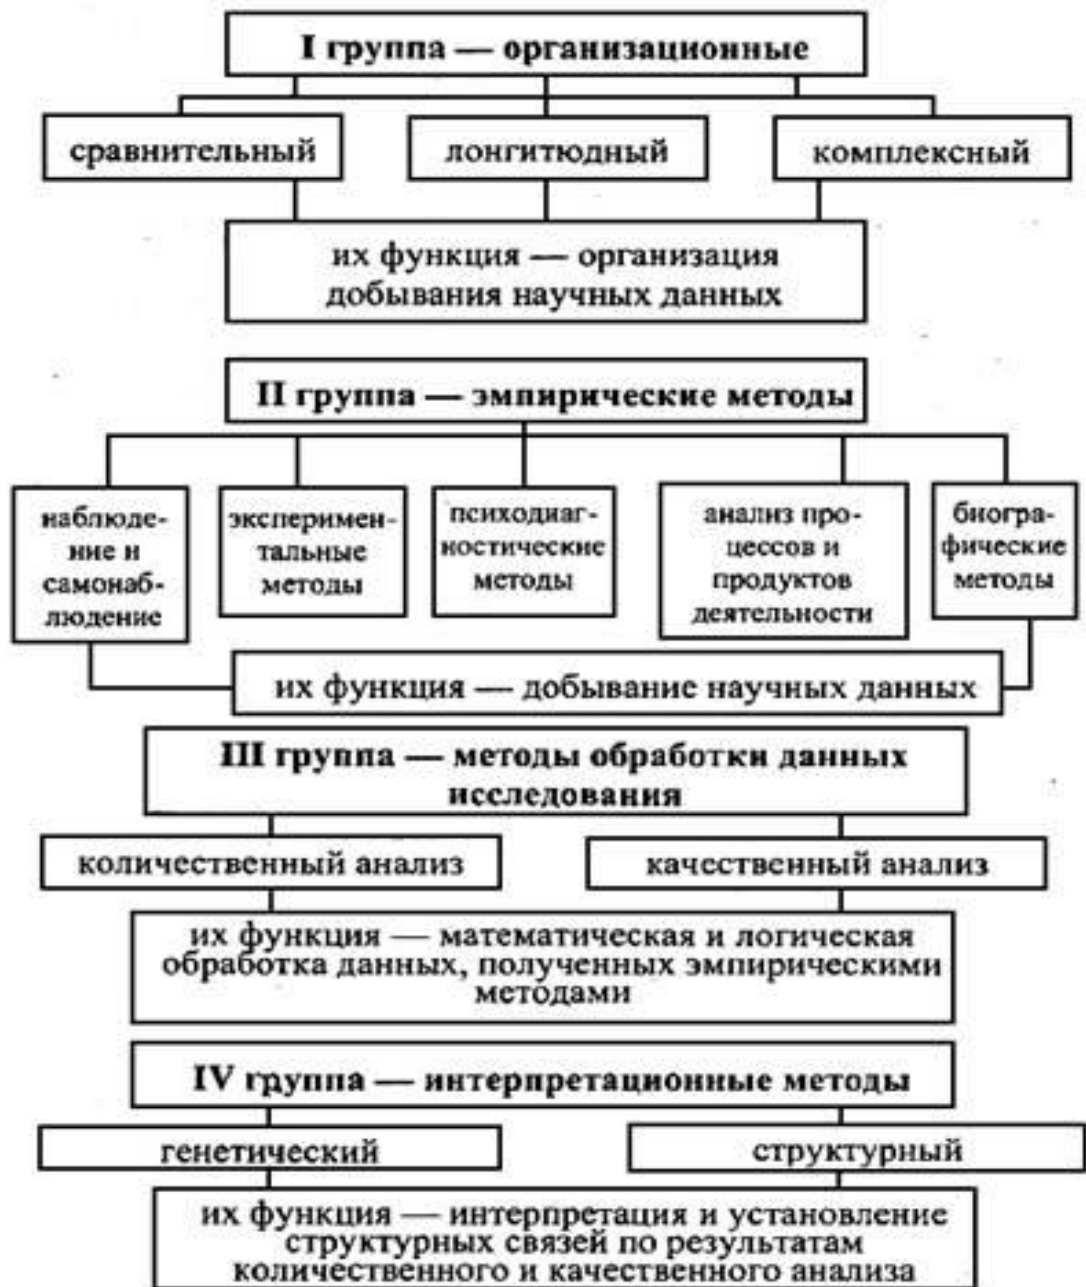 I группа — организационные
сравнительный
лонгитюдный
комплексный
их функция — организация
добывания научных данных
II группа — эмпирические методы
наблюде-
ние и
самонаб-
людение
эксперимен-
тальные
методы
психодиаг-
ностические
методы
анализ про-
цессов и
продуктов
деятельности
биогра-
фические
методы
их функция — добывание научных данных
III группа — методы обработки данных
исследования
количественный анализ
качественный анализ
их функция — математическая и логическая
обработка данных, полученных эмпирическими
методами
IV группа — интерпретационные методы
генетический
структурный
их функция — интерпретация и установление
структурных связей по результатам
количественного и качественного анализа